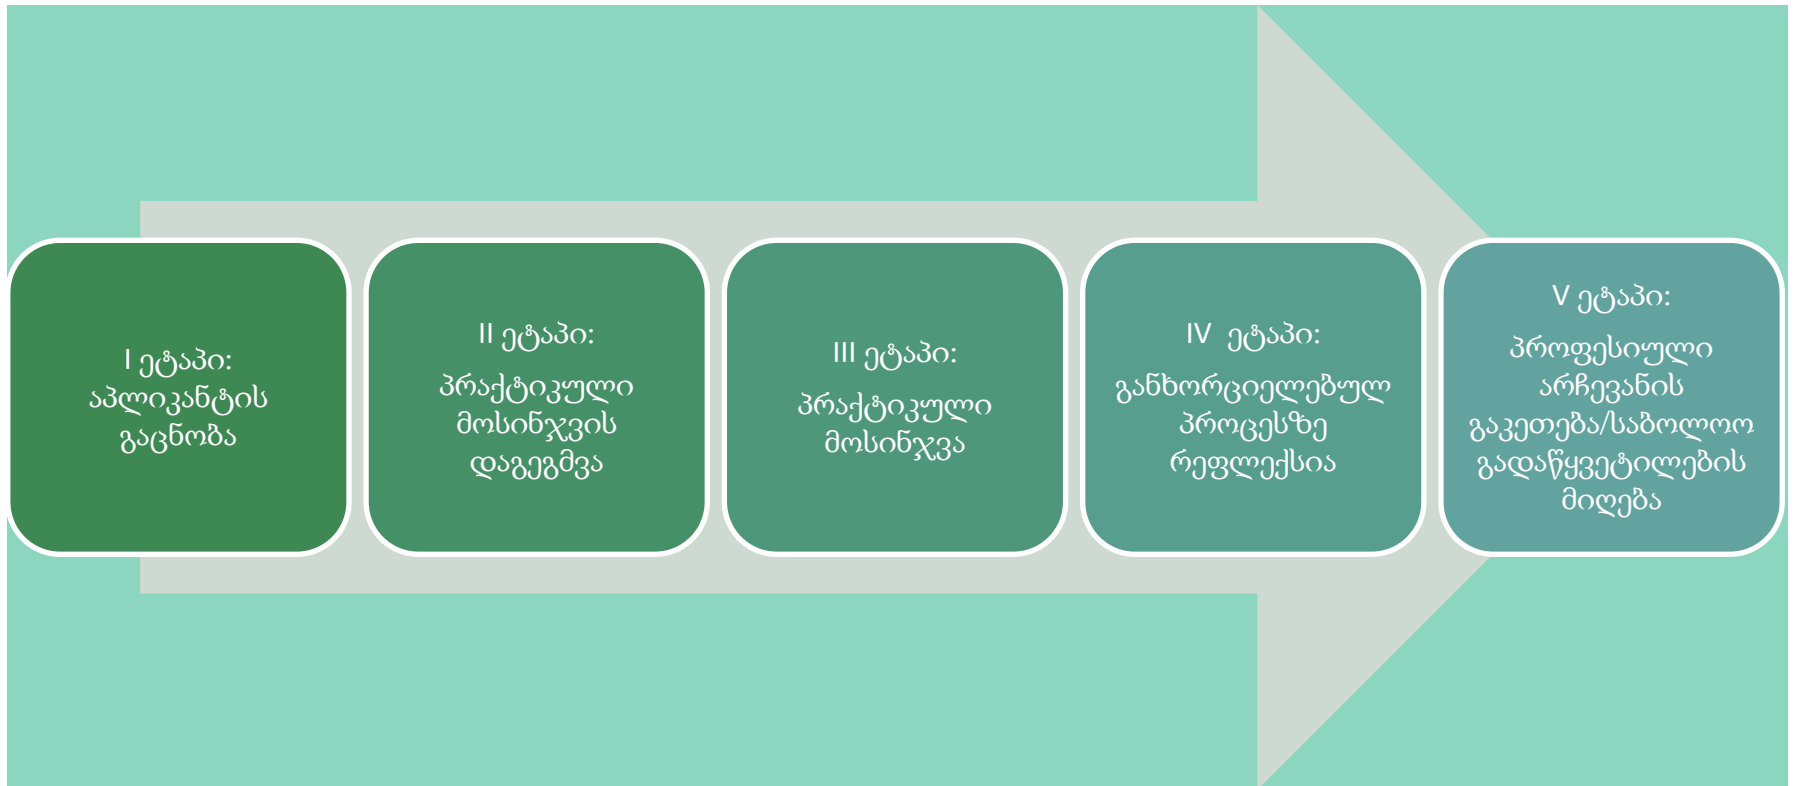 I ეტაპი:
აპლიკანტის
გაცნობა
II ეტაპი:
პრაქტიკული
მოსინჯვის
დაგეგმვა
III ეტაპი:
პრაქტიკული
მოსინჯვა
IV ეტაპი:
განხორციელებულ
პროცესზე
რეფლექსია
V ეტაპი:
პროფესიული
არჩევანის
გაკეთება/საბოლოო
გადაწყვეტილების
მიღება